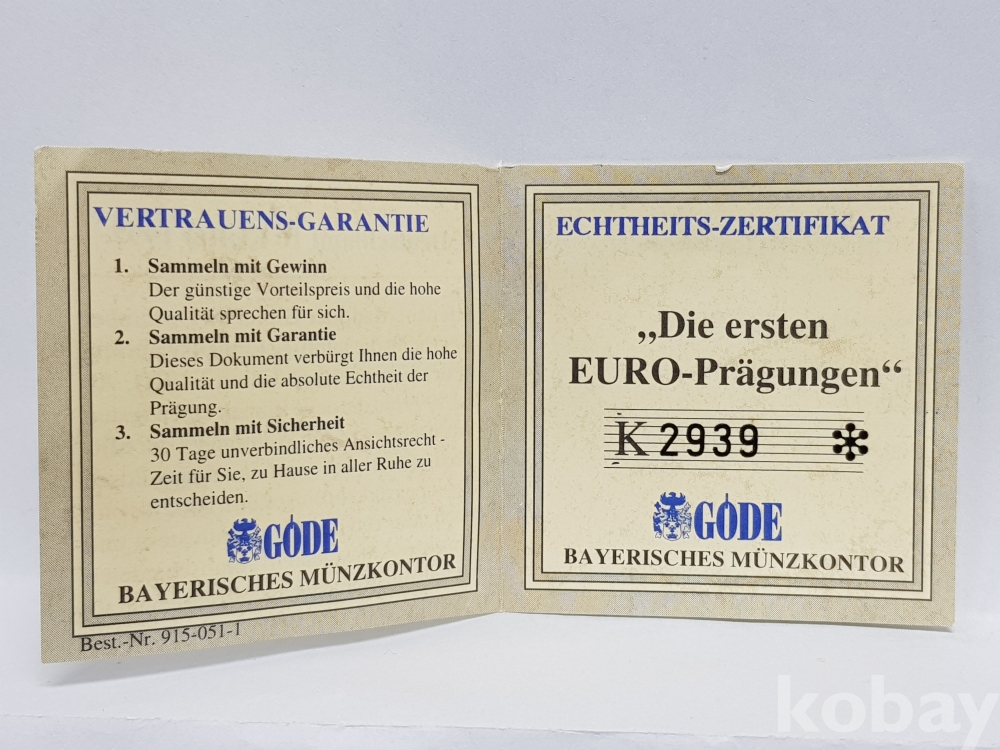 VERTRAUENS-GARANTIE
1. Sammeln mit Gewinn
Der günstige Vorteilspreis und die hohe
Qualität sprechen für sich.
2. Sammeln mit Garantie
Dieses Dokument verbürgt Ihnen die hohe
Qualität und die absolute Echtheit der
Prägung.
3. Sammeln mit Sicherheit
30 Tage unverbindliches Ansichtsrecht -
Zeit für Sie, zu Hause in aller Ruhe zu
entscheiden.
GÖDE
BAYERISCHES MÜNZKONTOR
Best.-Nr. 915-051-1
ECHTHEITS-ZERTIFIKAT
„Die ersten
EURO-Prägungen“
K 2939 *
GÖDE
BAYERISCHES MÜNZKONTOR
kobay